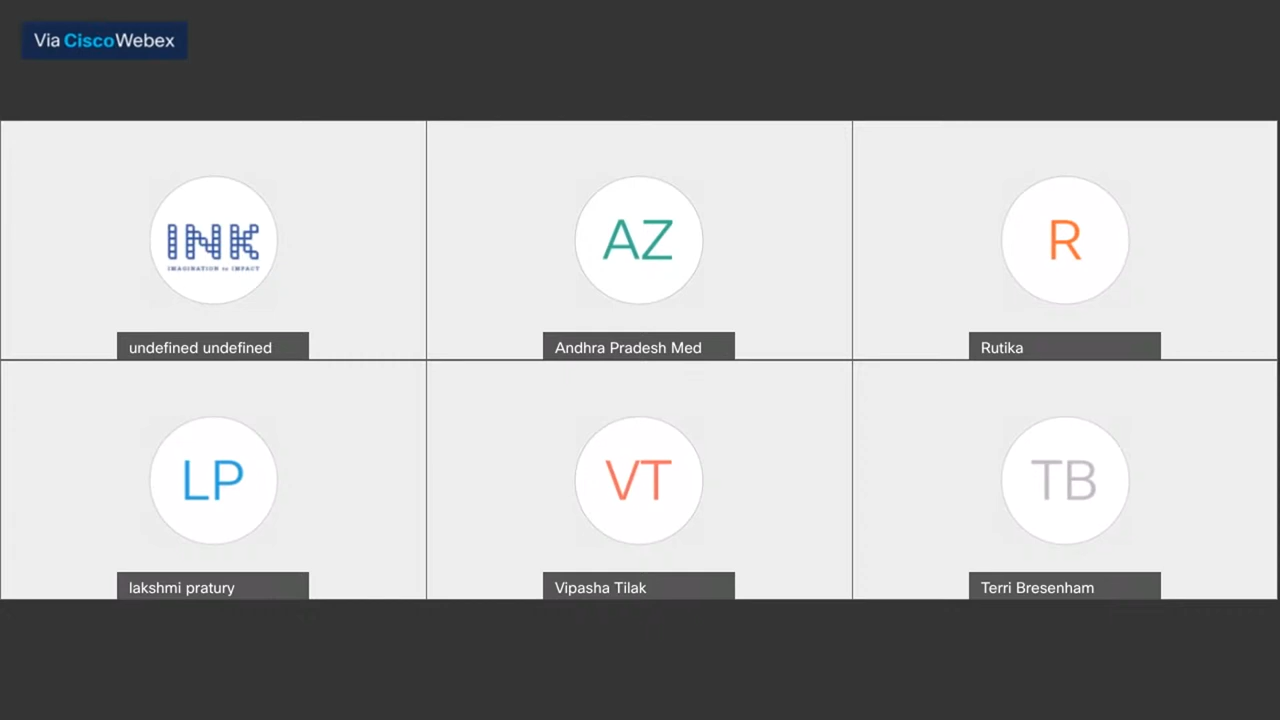 Via CiscoWebex
INK
IMAGINATION to IMPACT
undefined undefined
AZ
Andhra Pradesh Med
R
Rutika
LP
lakshmi pratury
VT
Vipasha Tilak
TB
Terri Bresenham